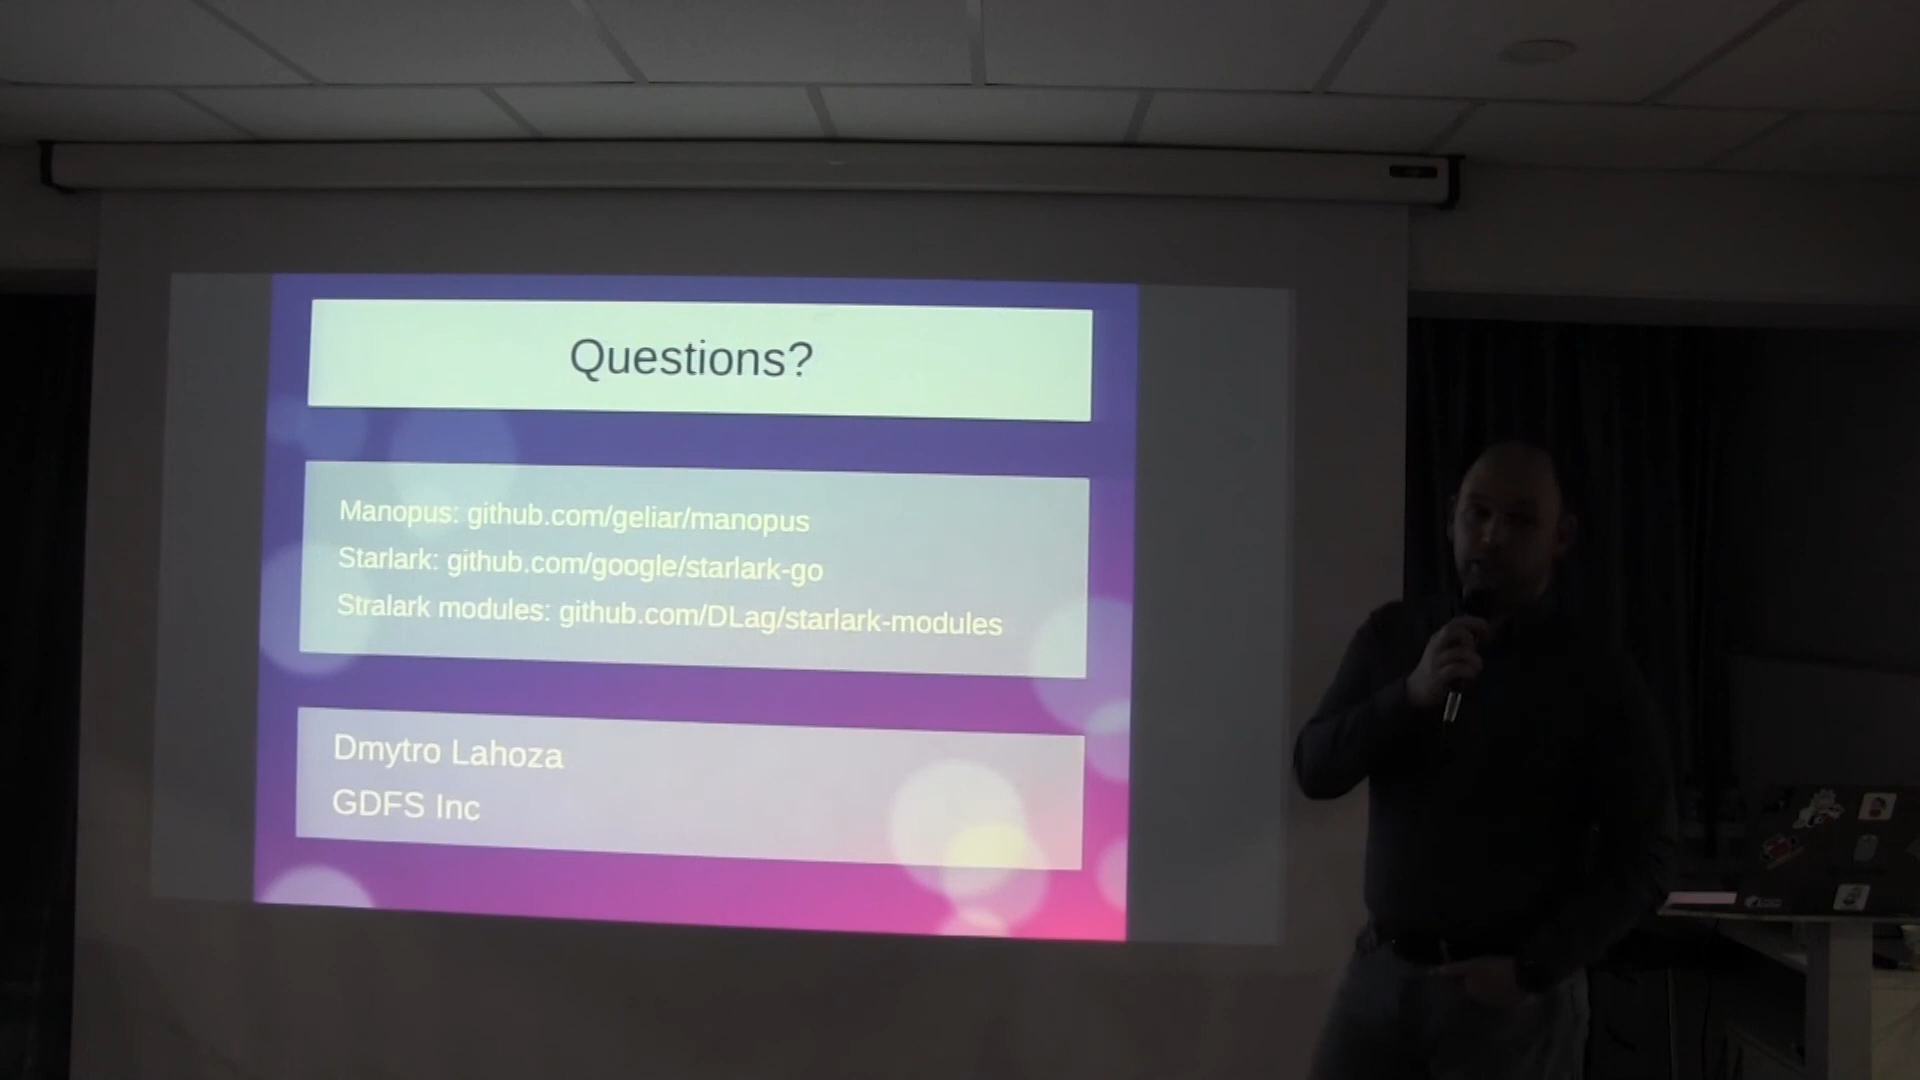 Questions?
Manopus: github.com/geliar/manopus
Starlark: github.com/google/starlark-go
Stralark modules: github.com/DLag/starlark-modules
Dmytro Lahoza
GDFS Inc